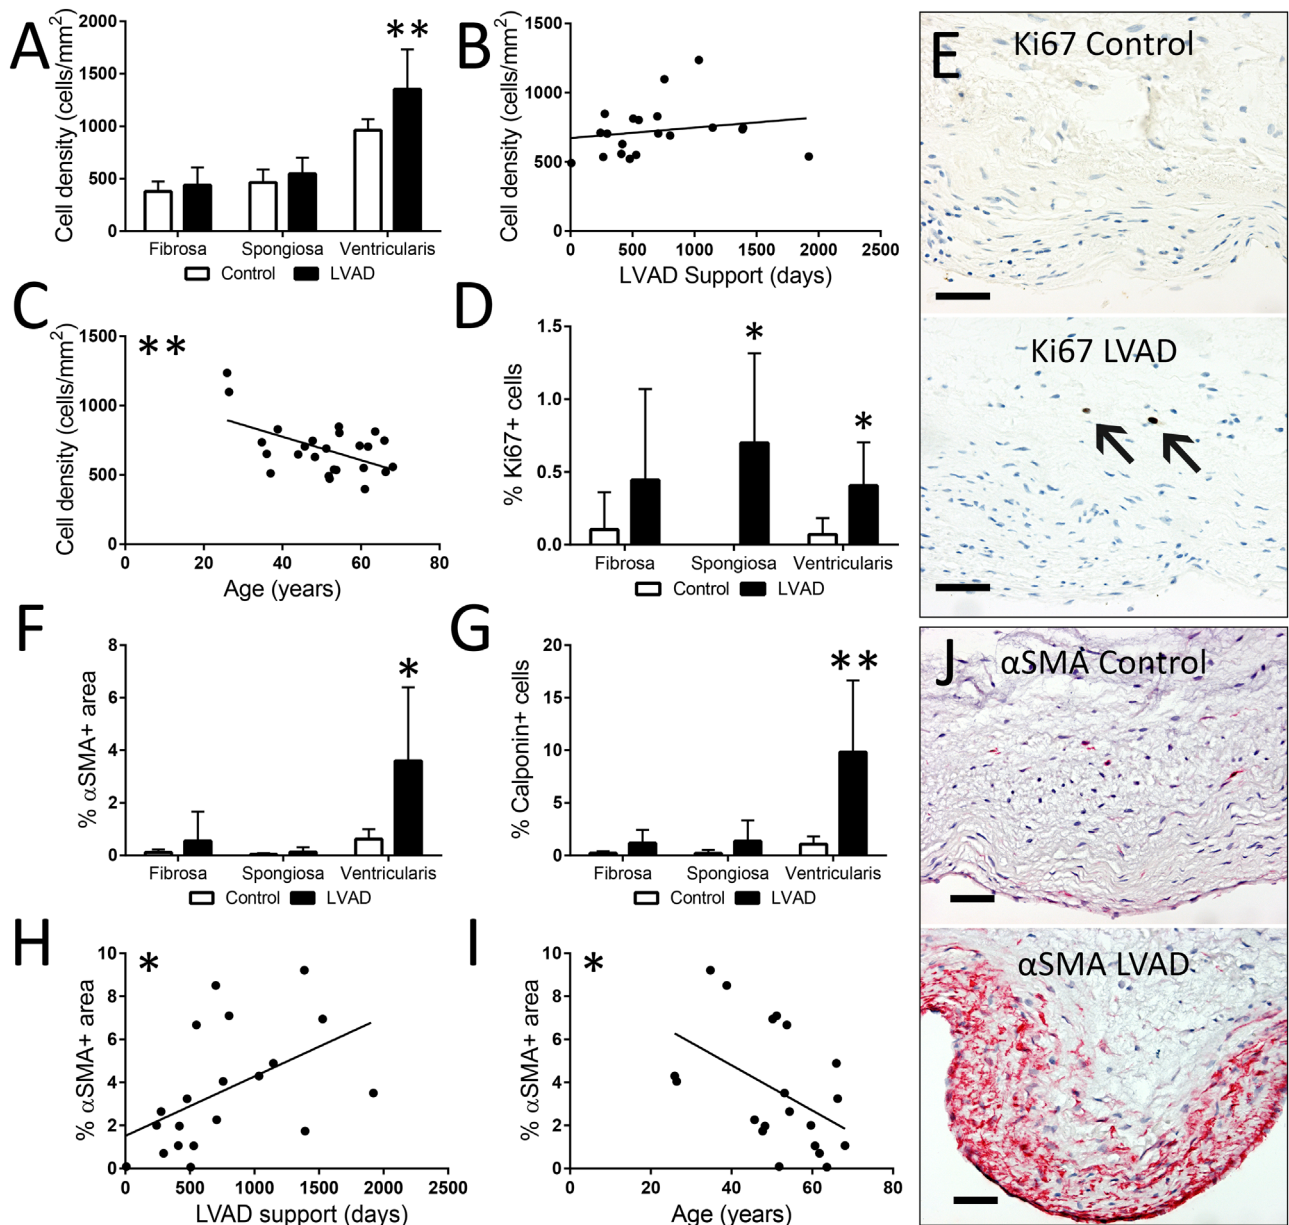 A
Cell density (cells/mm²)
2000
1500
1000
500
0
**
Fibrosa Spongiosa Ventricularis
Control LVAD
B
Cell density (cells/mm²)
1500
1000
500
0
0 500 1000 1500 2000 2500
LVAD Support (days)
C
Cell density (cells/mm²)
1500
1000
500
0
**
0 20 40 60 80
Age (years)
D
% Ki67+ cells
1.5
1.0
0.5
0.0
*
*
Fibrosa Spongiosa Ventricularis
Control LVAD
E
Ki67 Control
Ki67 LVAD
F
% αSMA+ area
8
6
4
2
0
*
Fibrosa Spongiosa Ventricularis
Control LVAD
G
% Calponin+ cells
20
15
10
5
0
**
Fibrosa Spongiosa Ventricularis
Control LVAD
H
% αSMA+ area
10
8
6
4
2
0
*
0 500 1000 1500 2000 2500
LVAD support (days)
I
% αSMA+ area
10
8
6
4
2
0
*
0 20 40 60 80
Age (years)
J
αSMA Control
αSMA LVAD